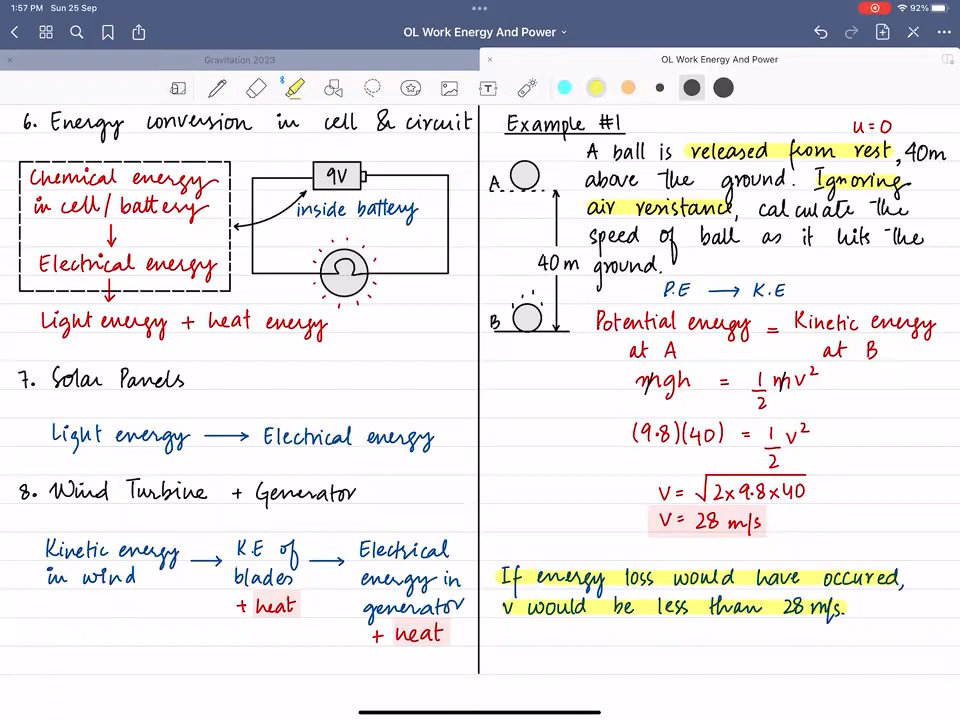 1:57 PM Sun 25 Sep
92%
OL Work Energy And Power
Gravitation 2023
OL Work Energy And Power
6. Energy conversion in cell & circuit
Chemical energy
in cell/battery
Electrical energy
Light energy + heat energy
9V
inside battery
7. Solar Panels
Light energy → Electrical energy
8. Wind Turbine + Generator
Kinetic energy → K.E of → Electrical
in wind blades energy in
+ heat generator
+ heat
Example #1
u = 0
A ball is released from rest, 40m
above the ground. Ignoring
air resistance, calculate the
speed of ball as it hits the
ground.
A
40 m
B
P.E → K.E
Potential energy = Kinetic energy
at A at B
mgh = 1/2 mv²
(9.8)(40) = 1/2 v²
v = √2x9.8x40
v = 28 m/s
If energy loss would have occured,
v would be less than 28 m/s.